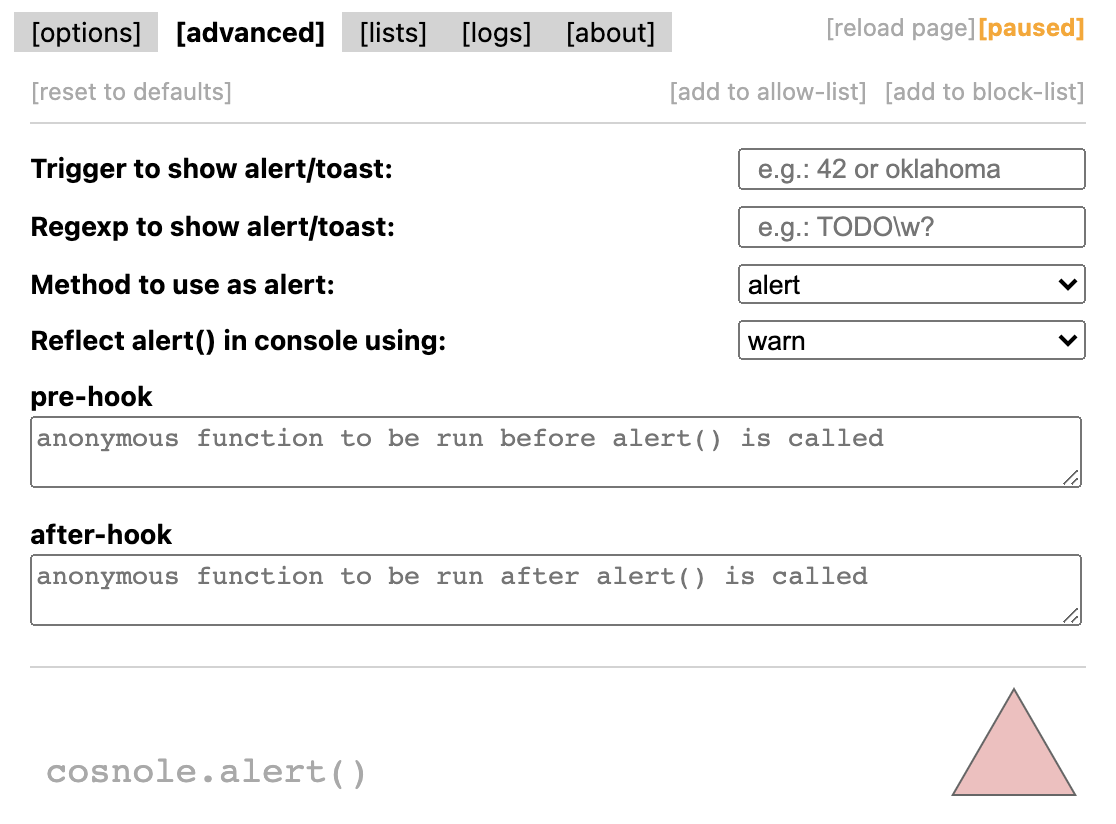 [options] [advanced] [lists] [logs] [about] [reload page] [paused]
[reset to defaults] [add to allow-list] [add to block-list]
Trigger to show alert/toast: e.g.: 42 or oklahoma
Regexp to show alert/toast: e.g.: TODO\w?
Method to use as alert: alert
Reflect alert() in console using: warn
pre-hook
anonymous function to be run before alert() is called
after-hook
anonymous function to be run after alert() is called
cosnole.alert()